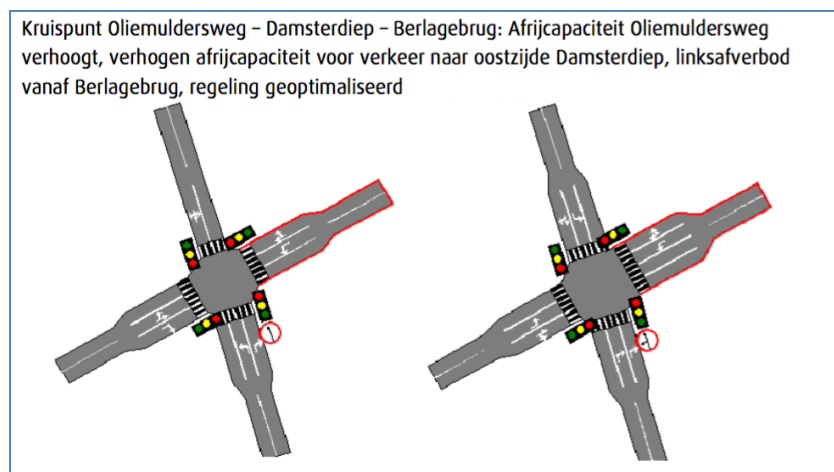 Kruispunt Oliemuldersweg – Damsterdiep – Berlagebrug: Afrijcapaciteit Oliemuldersweg
verhoogt, verhogen afrijcapaciteit voor verkeer naar oostzijde Damsterdiep, linksafverbod
vanaf Berlagebrug, regeling geoptimaliseerd